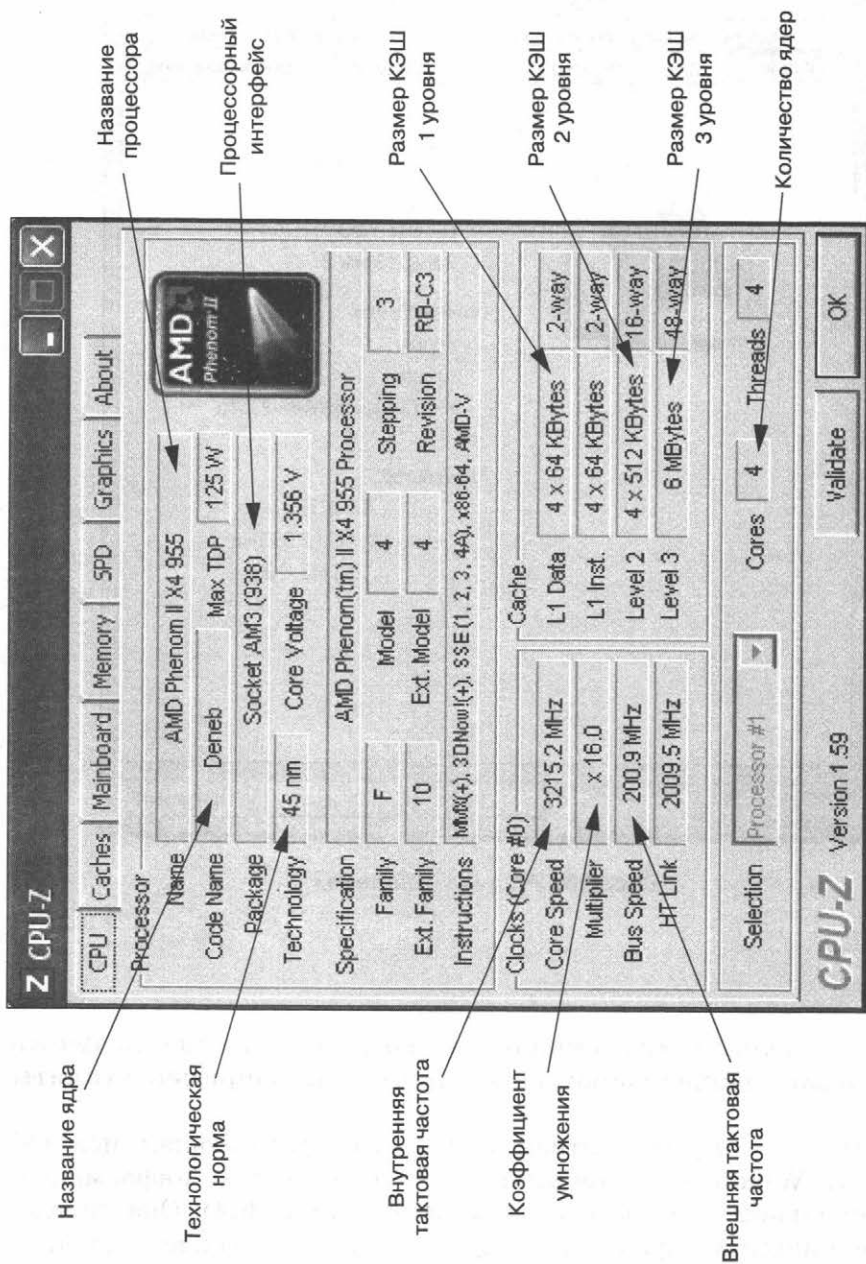 Название ядра
Технологическая
норма
Внутренняя
тактовая частота
Коэффициент
умножения
Внешняя тактовая
частота
Z CPU-Z
CPU Caches Mainboard Memory SPD Graphics About
Processor
Name AMD Phenom II X4 955
Code Name Deneb Max TDP 125 W
Package Socket AM3 (938)
Technology 45 nm Core Voltage 1.356 V
AMD
Phenom II
Specification AMD Phenom(tm) II X4 955 Processor
Family F Model 4 Stepping 3
Ext. Family 10 Ext. Model 4 Revision RB-C3
Instructions MMX(+), 3DNow!(+), SSE (1, 2, 3, 4A), x86-64, AMD-V
Clocks (Core #0)
Core Speed 3215.2 MHz
Multiplier x 16.0
Bus Speed 200.9 MHz
HT Link 2009.5 MHz
Cache
L1 Data 4 x 64 KBytes 2-way
L1 Inst. 4 x 64 KBytes 2-way
Level 2 4 x 512 KBytes 16-way
Level 3 6 MBytes 48-way
Selection Processor #1 Cores 4 Threads 4
CPU-Z Version 1.59 Validate OK
Название
процессора
Процессорный
интерфейс
Размер КЭШ
1 уровня
Размер КЭШ
2 уровня
Размер КЭШ
3 уровня
Количество ядер